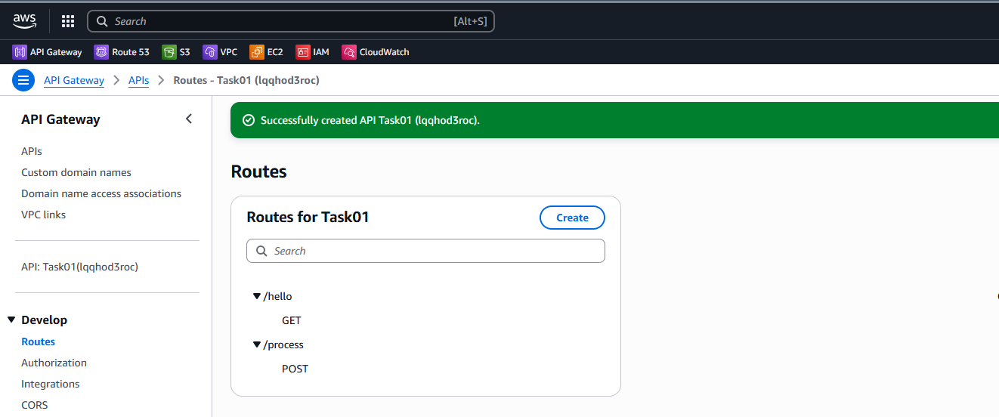 aws
Search [Alt+S]
API Gateway Route 53 S3 VPC EC2 IAM CloudWatch
API Gateway > APIs > Routes - Task01 (lqqhod3roc)
API Gateway
APIs
Custom domain names
Domain name access associations
VPC links
API: Task01(lqqhod3roc)
Develop
Routes
Authorization
Integrations
CORS
Successfully created API Task01 (lqqhod3roc).
Routes
Routes for Task01
Create
Search
/hello
GET
/process
POST